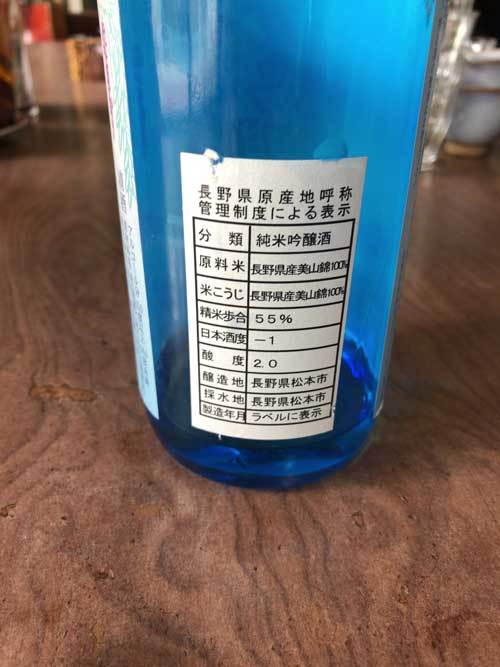 長野県原産地呼称
管理制度による表示
分類 純米吟醸酒
原料米 長野県産美山錦100%
米こうじ 長野県産美山錦100%
精米歩合 55%
日本酒度 -1
酸度 2.0
醸造地 長野県松本市
採水地 長野県松本市
製造年月 ラベルに表示